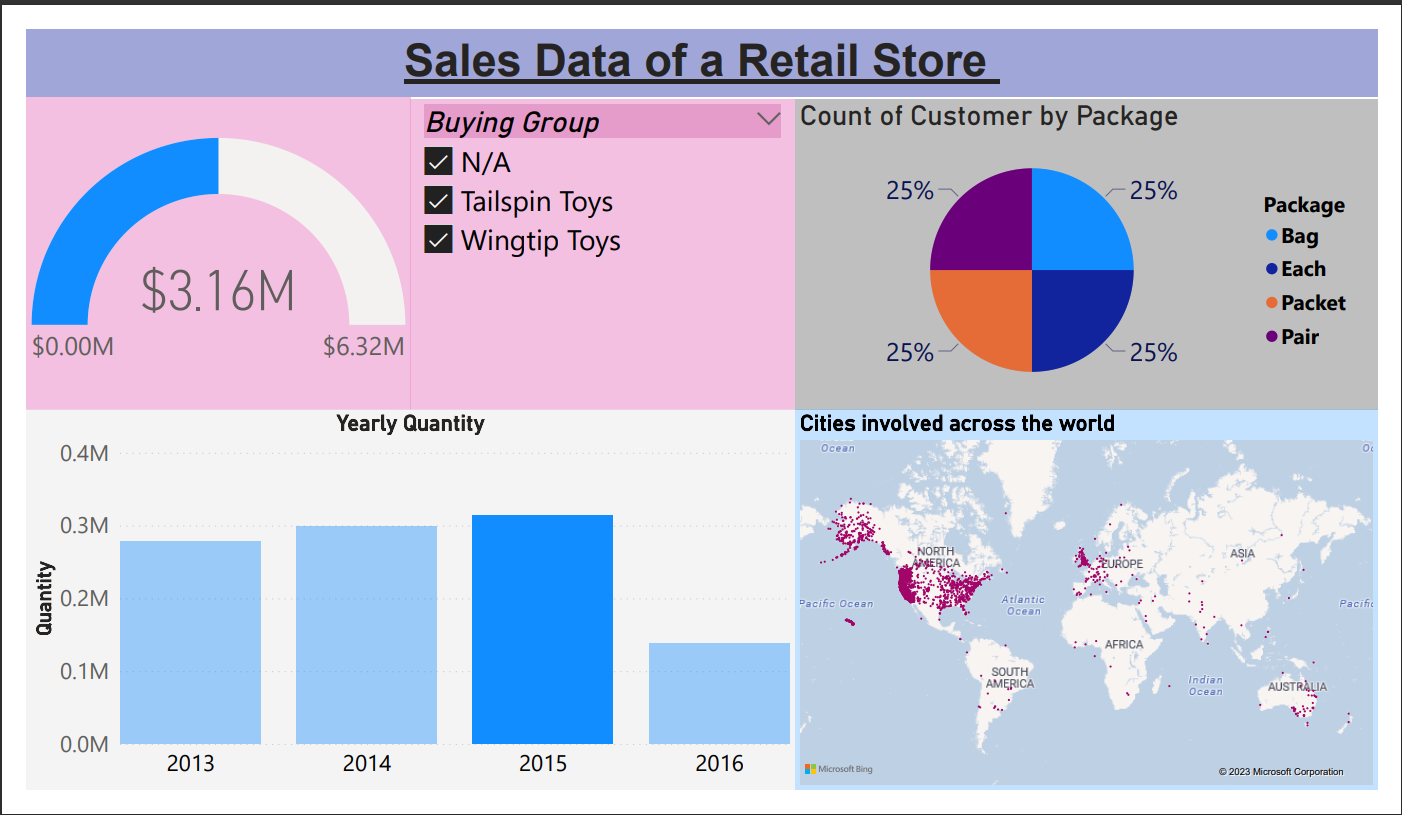 Sales Data of a Retail Store
$3.16M
$0.00M
$6.32M
Buying Group
N/A
Tailspin Toys
Wingtip Toys
Count of Customer by Package
25%
25%
25%
25%
Package
Bag
Each
Packet
Pair
Yearly Quantity
Quantity
0.4M
0.3M
0.2M
0.1M
0.0M
2013
2014
2015
2016
Cities involved across the world
Ocean
Oc
NORTH
AMERICA
EUROPE
ASIA
Pacific Ocean
Atlantic
Ocean
Pacific
AFRICA
SOUTH
AMERICA
Indian
Ocean
AUSTRALIA
Microsoft Bing
© 2023 Microsoft Corporation